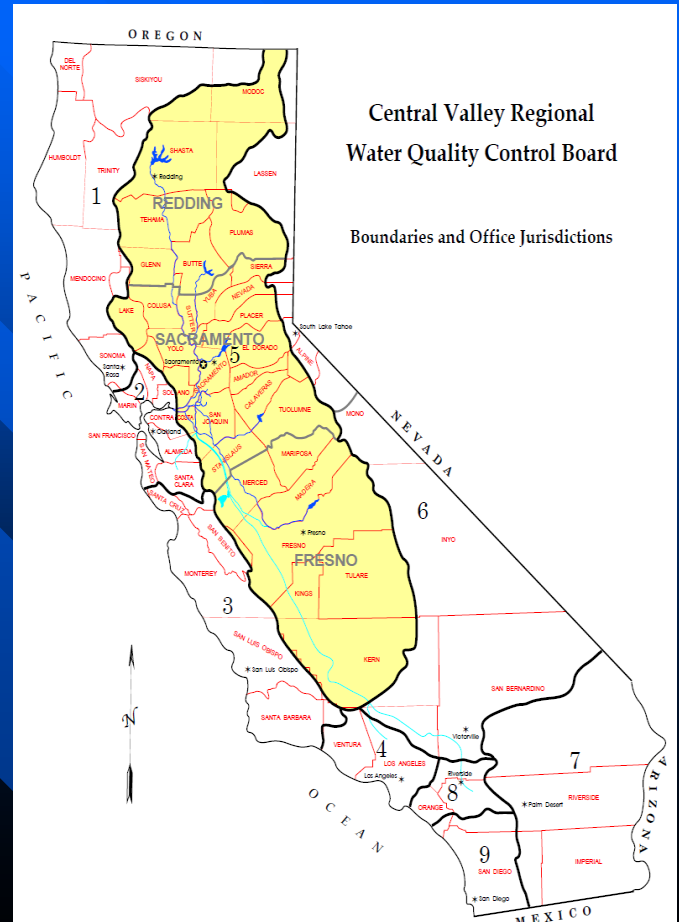 OREGON
DEL
NORTE
SISKIYOU
MODOC
Central Valley Regional
Water Quality Control Board
Boundaries and Office Jurisdictions
HUMBOLDT
TRINITY
SHASTA
Redding
LASSEN
1
REDDING
TEHAMA
PLUMAS
MENDOCINO
GLENN
BUTTE
SIERRA
PACIFIC
LAKE
COLUSA
SUTTER
YUBA
NEVADA
PLACER
SACRAMENTO
South Lake Tahoe
SONOMA
Santa
Rosa
NAPA
YOLO
Sacramento
5
EL DORADO
ALPINE
2
SOLANO
SACRAMENTO
AMADOR
CALAVERAS
MARIN
CONTRA COSTA
SAN
JOAQUIN
TUOLUMNE
MONO
NEVADA
SAN FRANCISCO
Oakland
ALAMEDA
STANISLAUS
MARIPOSA
SAN MATEO
SANTA
CLARA
MERCED
MADERA
SANTA CRUZ
6
SAN BENITO
Fresno
FRESNO
INYO
FRESNO
MONTEREY
TULARE
KINGS
3
SAN LUIS OBISPO
San Luis Obispo
KERN
SAN BERNARDINO
N
SANTA BARBARA
VENTURA
4
Victorville
LOS ANGELES
Los Angeles
7
Riverside
8
RIVERSIDE
Palm Desert
ORANGE
ARIZONA
OCEAN
9
SAN DIEGO
IMPERIAL
San Diego
MEXICO